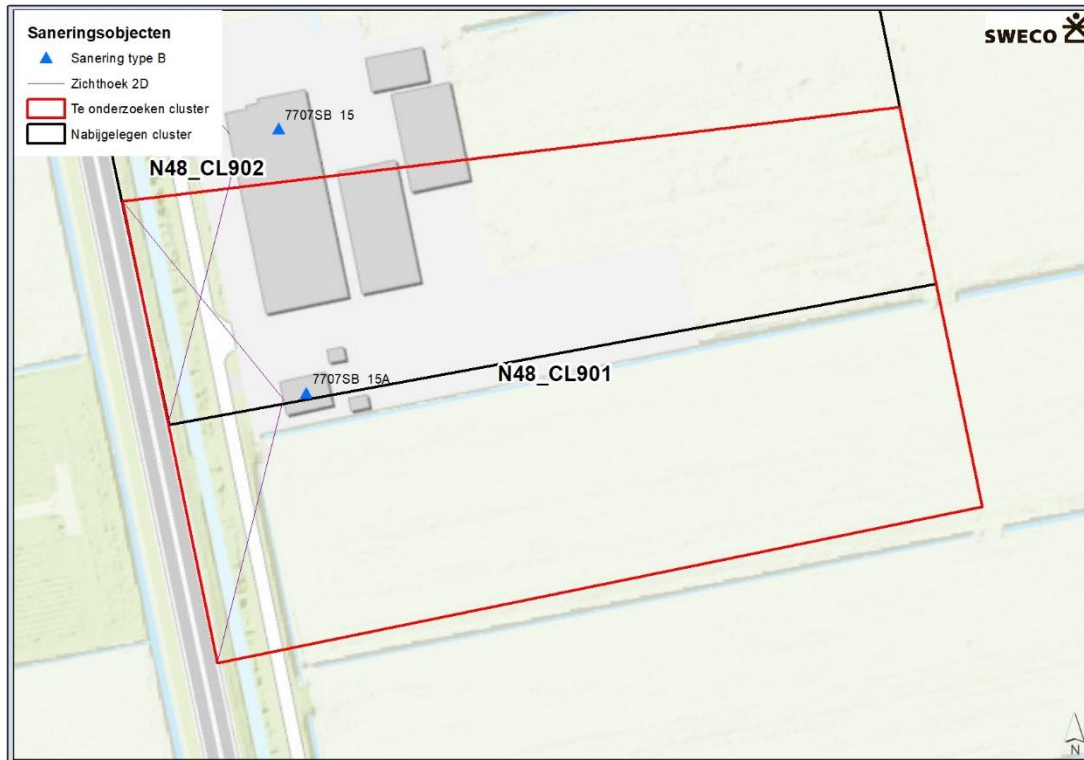 Saneringsobjecten
Sanering type B
Zichthoek 2D
Te onderzoeken cluster
Nabijgelegen cluster
SWECO
7707SB 15
N48_CL902
7707SB 15A
N48_CL901
N